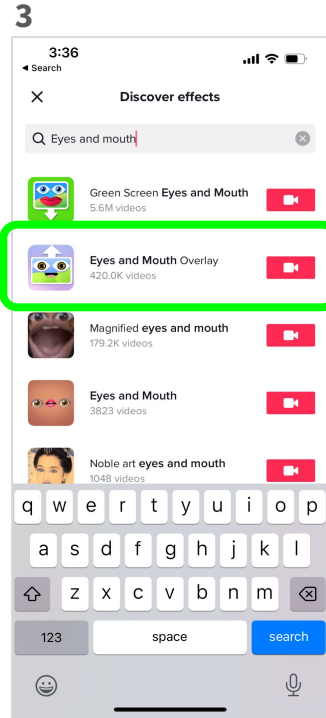 3
3:36
Search
Discover effects
Eyes and mouth
Green Screen Eyes and Mouth
5.6M videos
Eyes and Mouth Overlay
420.0K videos
Magnified eyes and mouth
179.2K videos
Eyes and Mouth
3823 videos
Noble art eyes and mouth
1048 videos
q w e r t y u i o p
a s d f g h j k l
z x c v b n m
123 space search